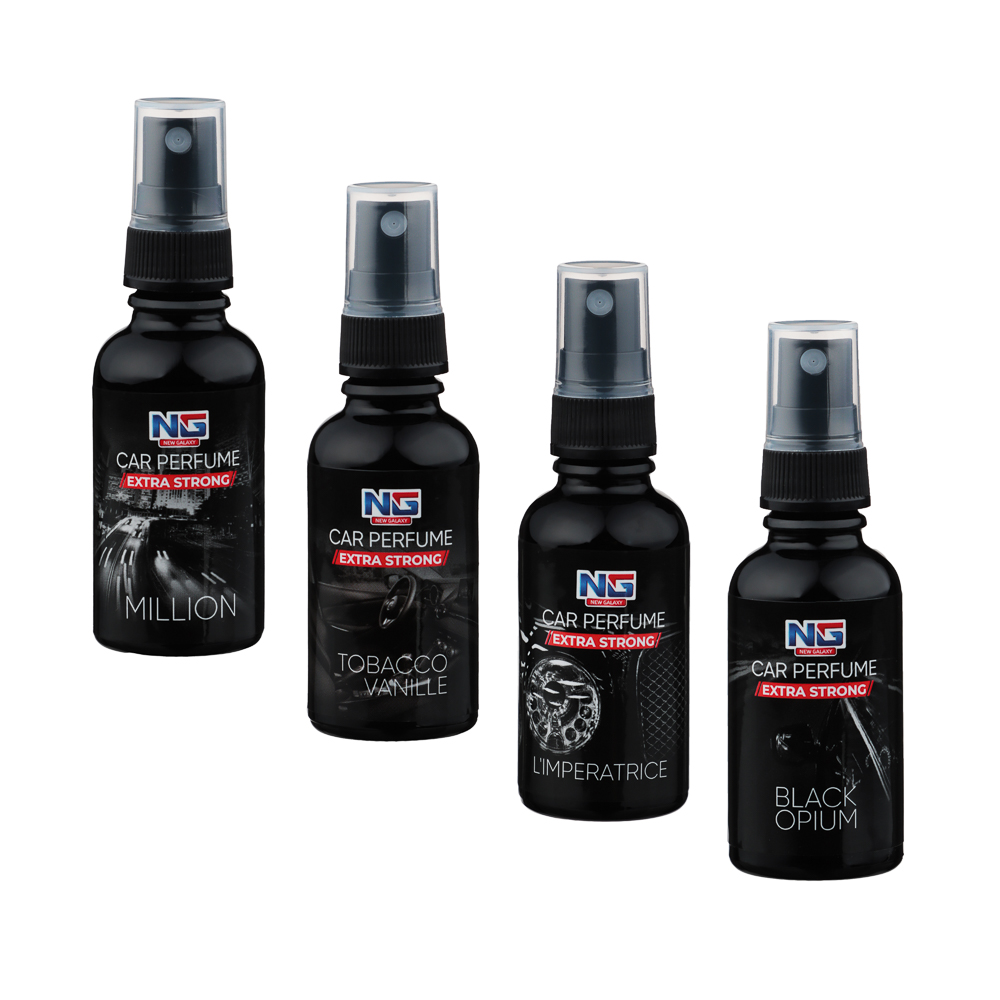 NG
NEW GALAXY
CAR PERFUME
EXTRA STRONG
MILLION
NG
NEW GALAXY
CAR PERFUME
EXTRA STRONG
TOBACCO
VANILLE
NG
NEW GALAXY
CAR PERFUME
EXTRA STRONG
L'IMPERATRICE
NG
NEW GALAXY
CAR PERFUME
EXTRA STRONG
BLACK
OPIUM